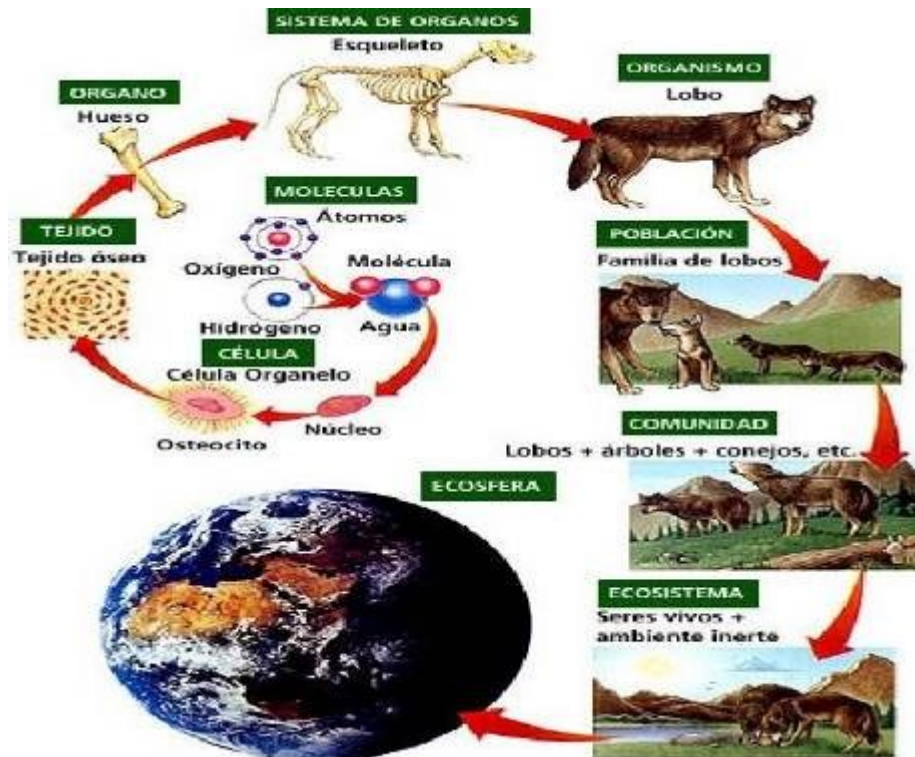 SISTEMA DE ORGANOS
Esqueleto
ORGANISMO
Lobo
ORGANO
Hueso
MOLECULAS
Átomos
Oxígeno
Molécula
Hidrógeno
Agua
TEJIDO
Tejido óseo
CÉLULA
Célula Organelo
Núcleo
Osteocito
POBLACIÓN
Familia de lobos
COMUNIDAD
Lobos + árboles + conejos, etc.
ECOSFERA
ECOSISTEMA
Seres vivos +
ambiente inerte